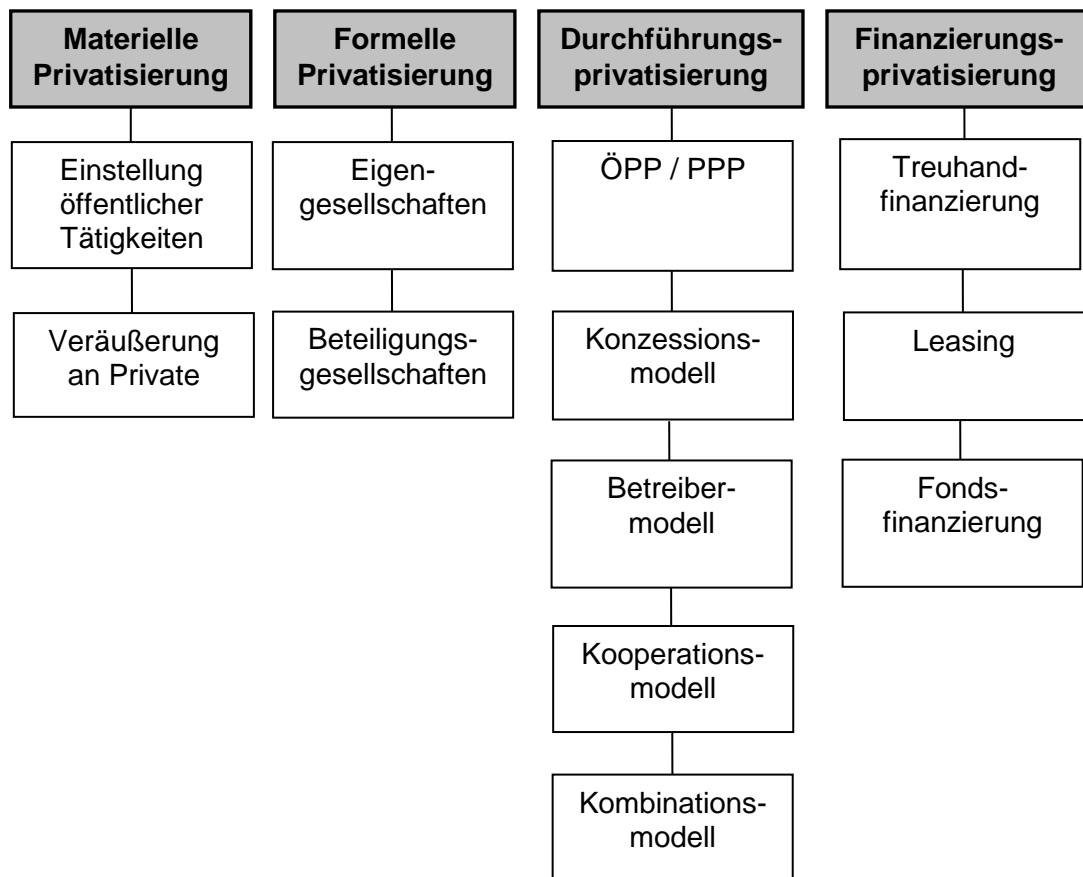 Materielle
Privatisierung
Einstellung
öffentlicher
Tätigkeiten
Veräußerung
an Private
Formelle
Privatisierung
Eigen-
gesellschaften
Beteiligungs-
gesellschaften
Durchführungs-
privatisierung
ÖPP / PPP
Konzessions-
modell
Betreiber-
modell
Kooperations-
modell
Kombinations-
modell
Finanzierungs-
privatisierung
Treuhand-
finanzierung
Leasing
Fonds-
finanzierung